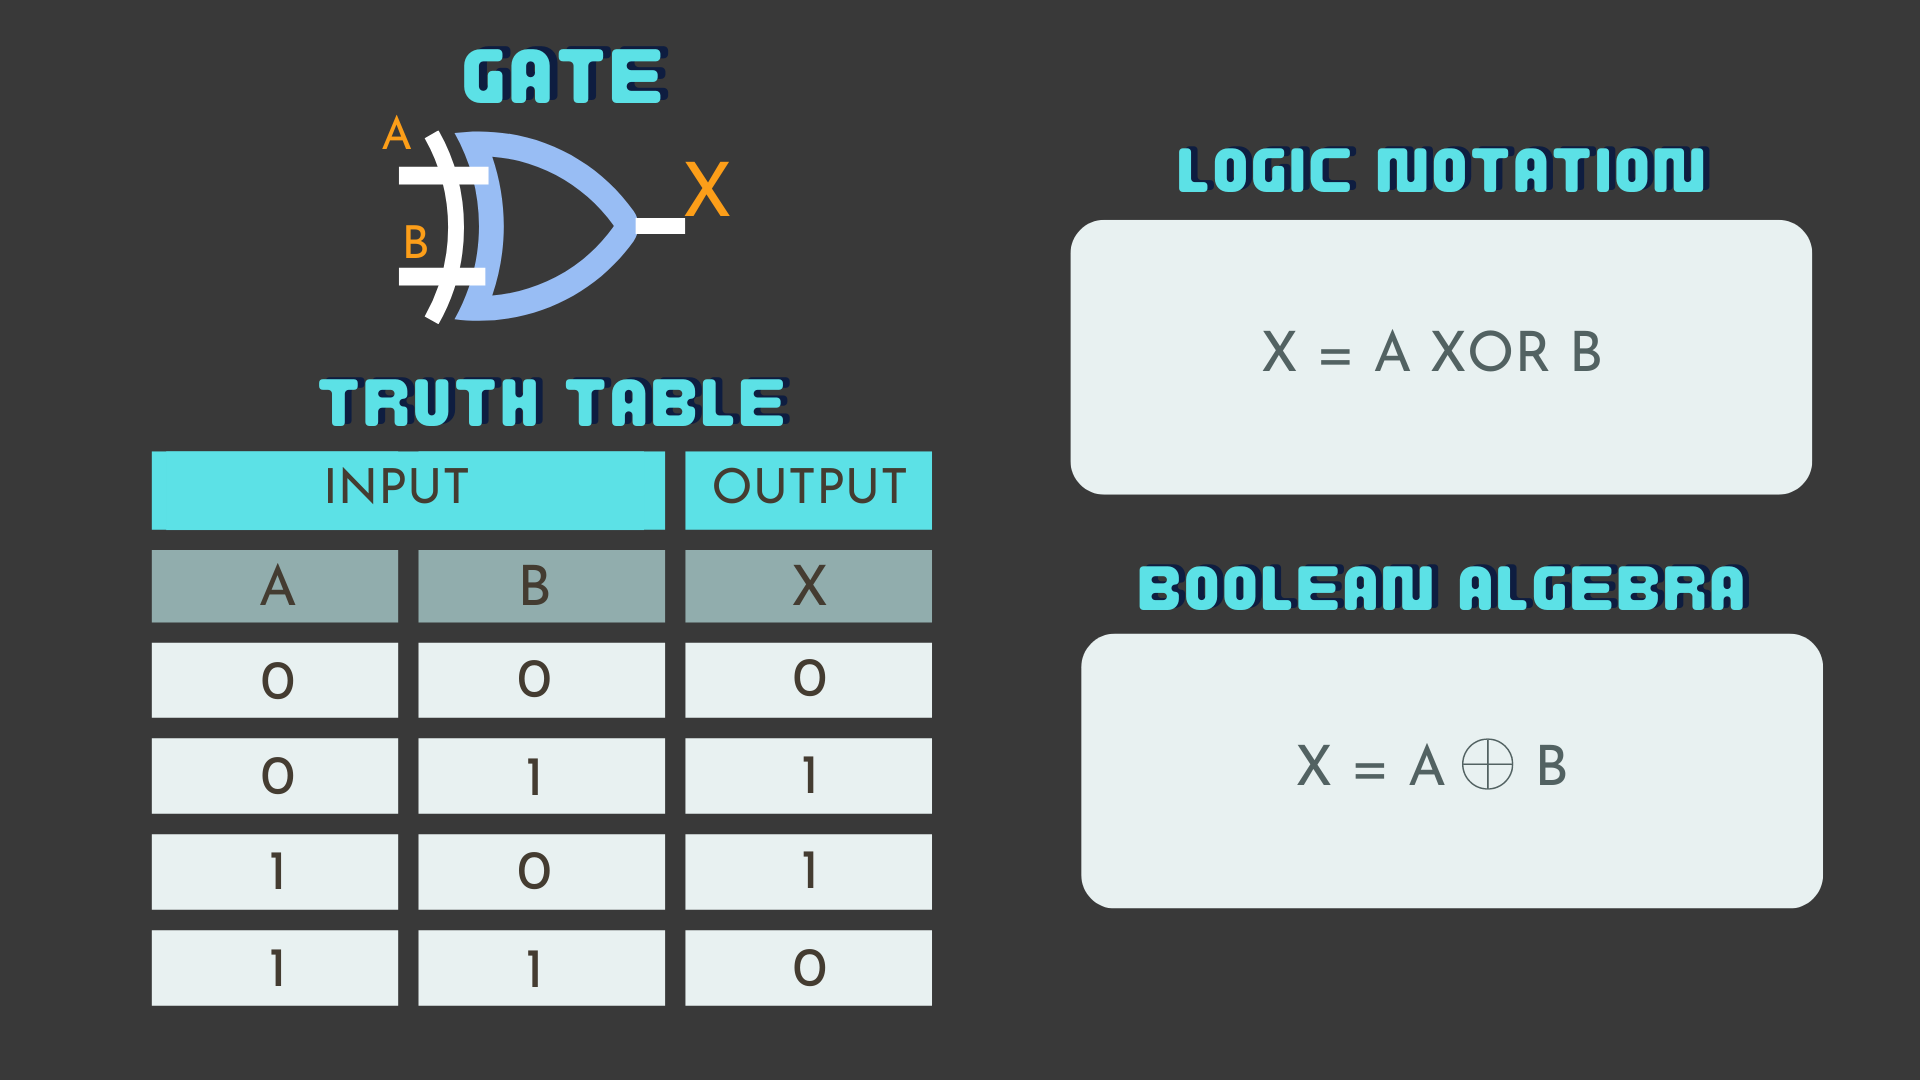 GATE
A
B
X
TRUTH TABLE
INPUT OUTPUT
A B X
0 0 0
0 1 1
1 0 1
1 1 0
LOGIC NOTATION
X = A XOR B
BOOLEAN ALGEBRA
X = A ⊕ B